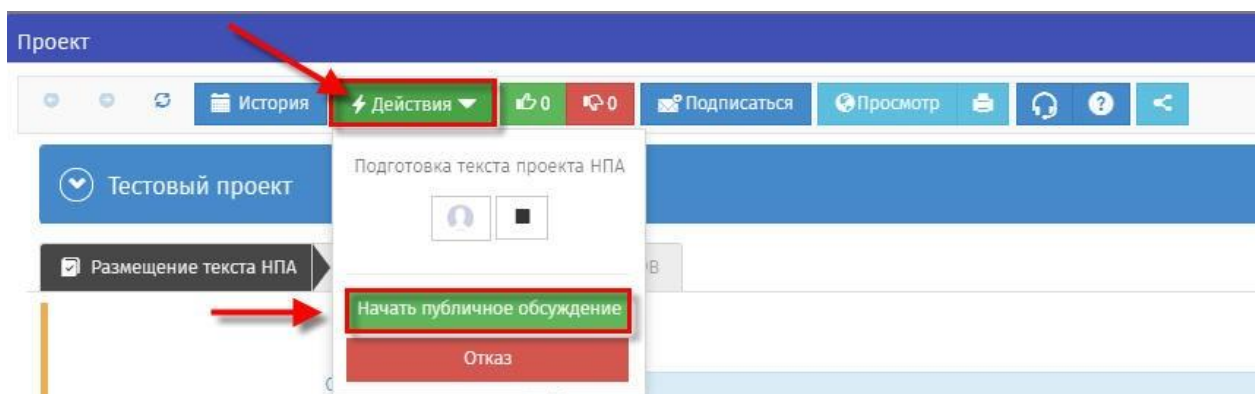 Проект
История
Действия
0
0
Подписаться
Просмотр
?
Тестовый проект
Подготовка текста проекта НПА
Размещение текста НПА
ОВ
Начать публичное обсуждение
Отказ